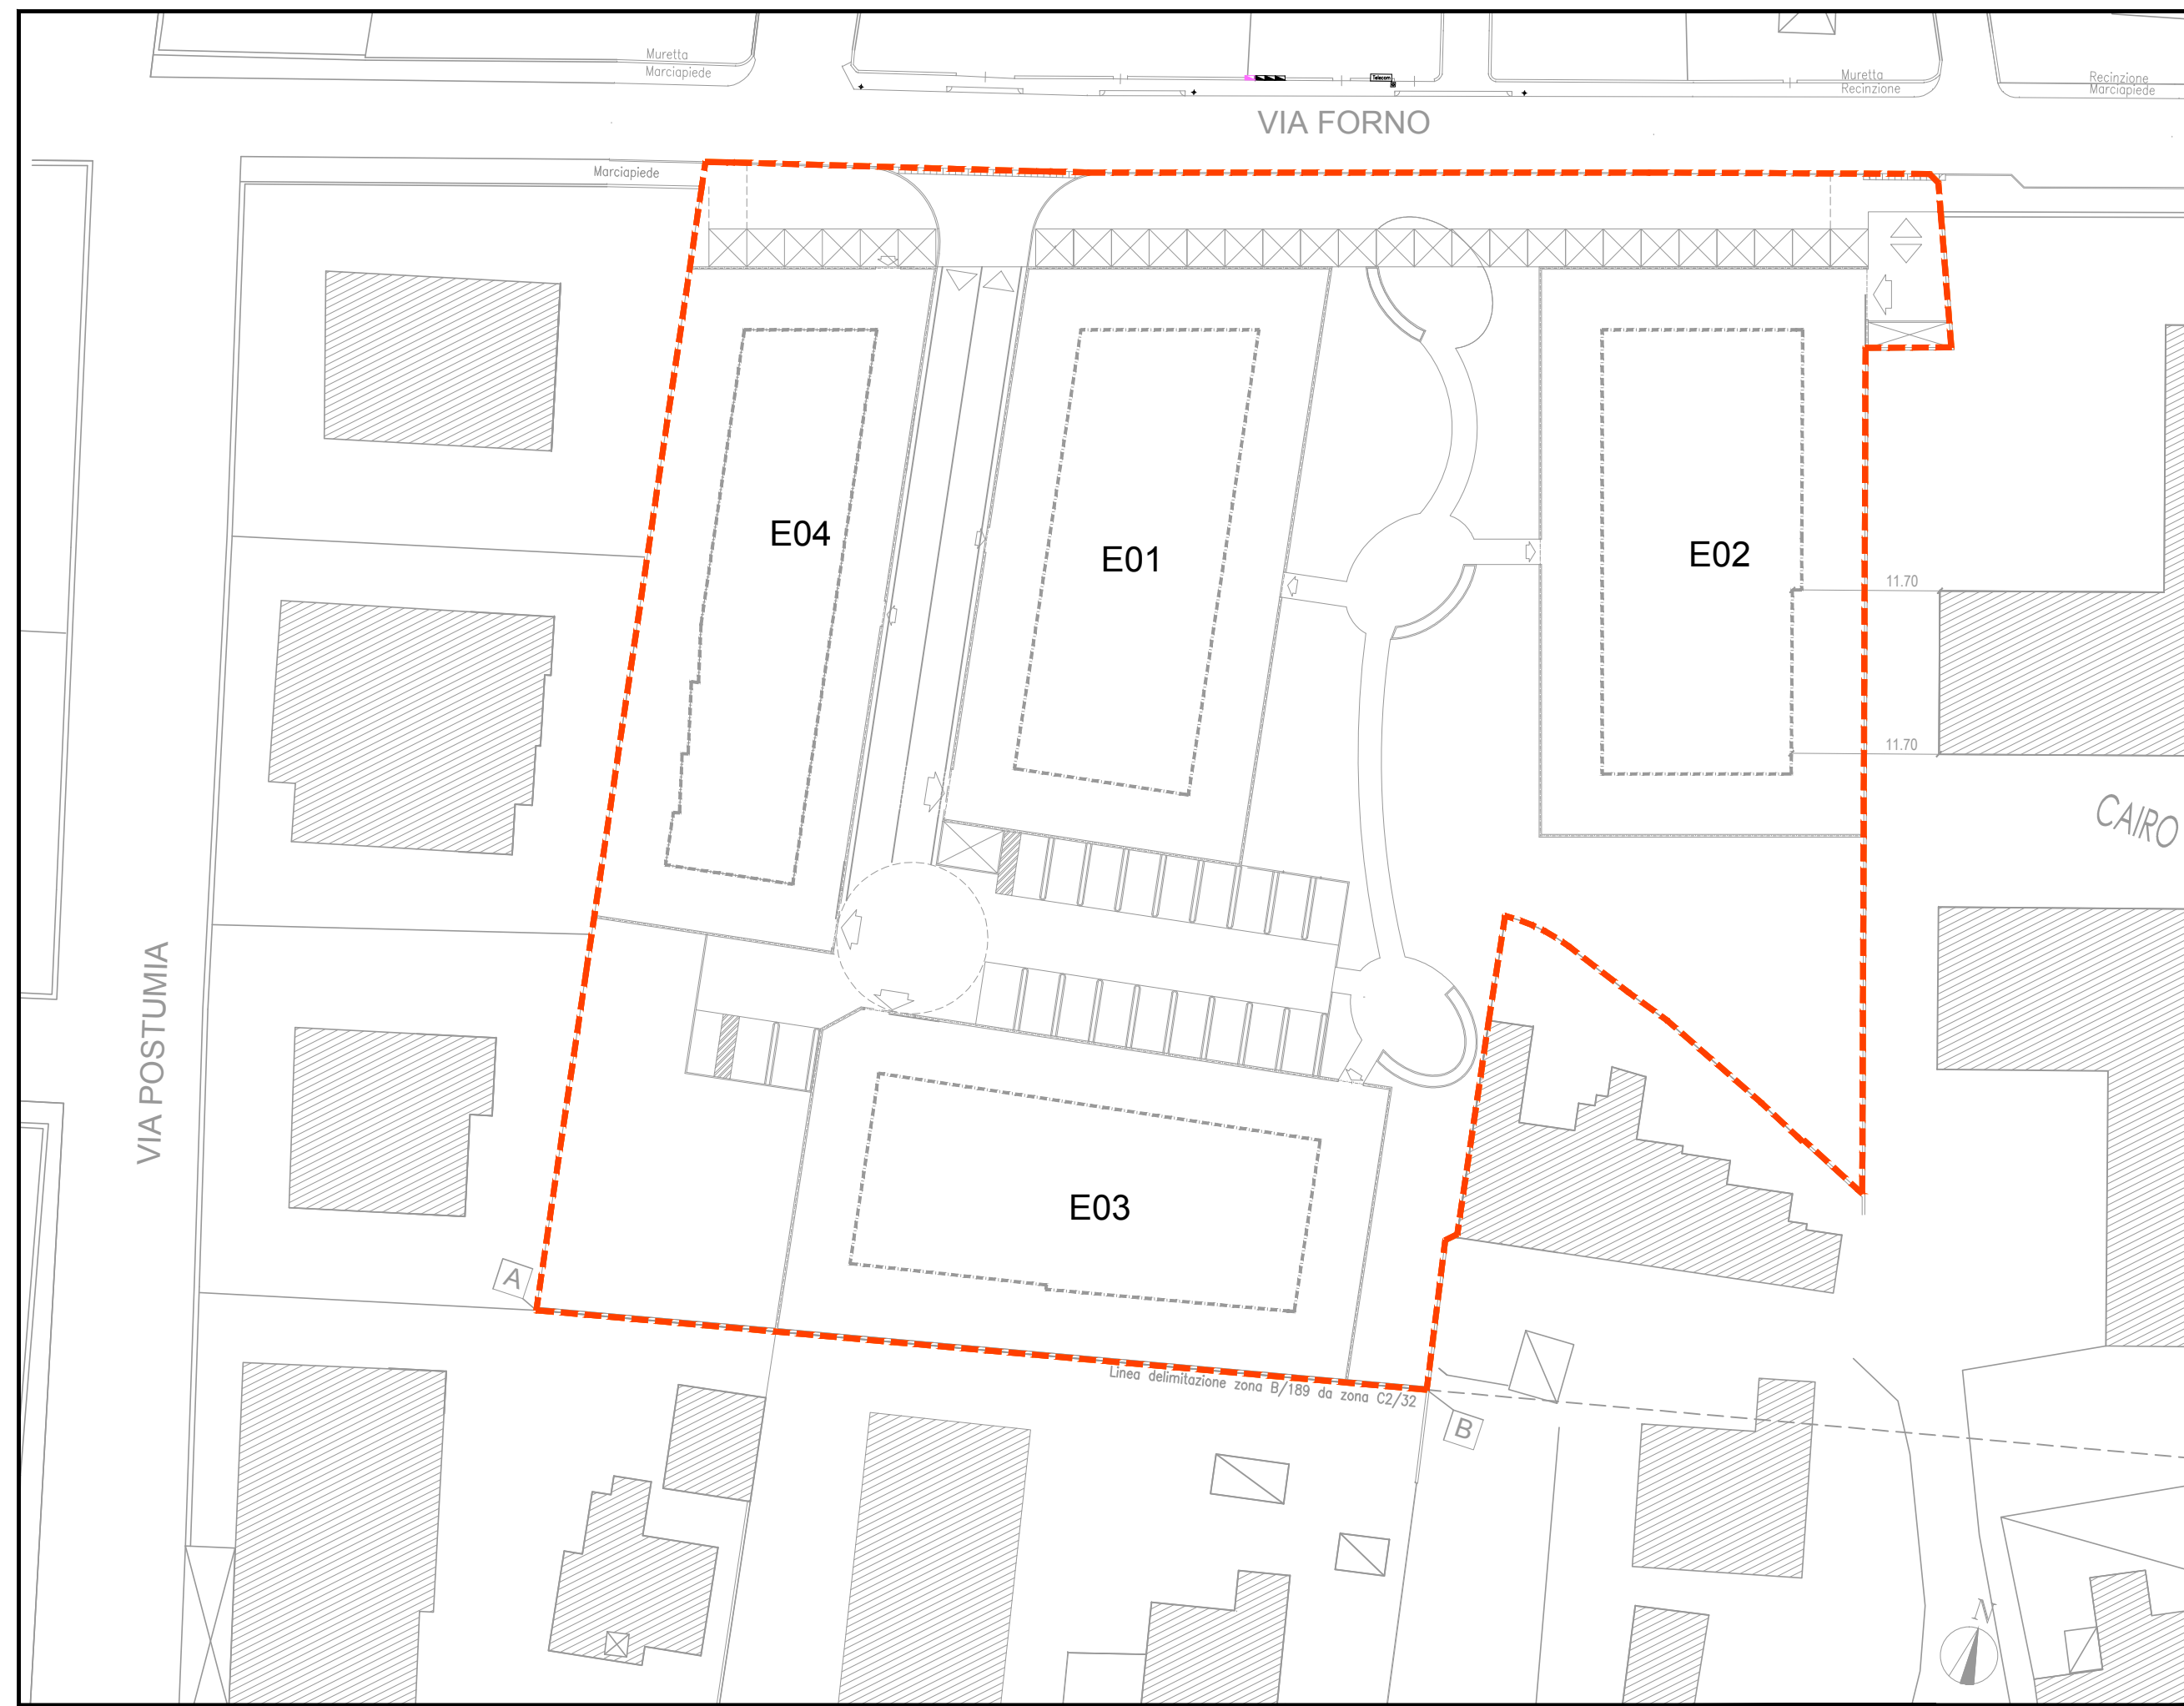 Muretta
Marciapiede
Telecom
Muretta
Recinzione
Recinzione
Marciapiede
VIA FORNO
Marciapiede
E04
E01
E02
11.70
11.70
CAIRO
VIA POSTUMIA
E03
A
Linea delimitazione zona B/189 da zona C2/32
B
N